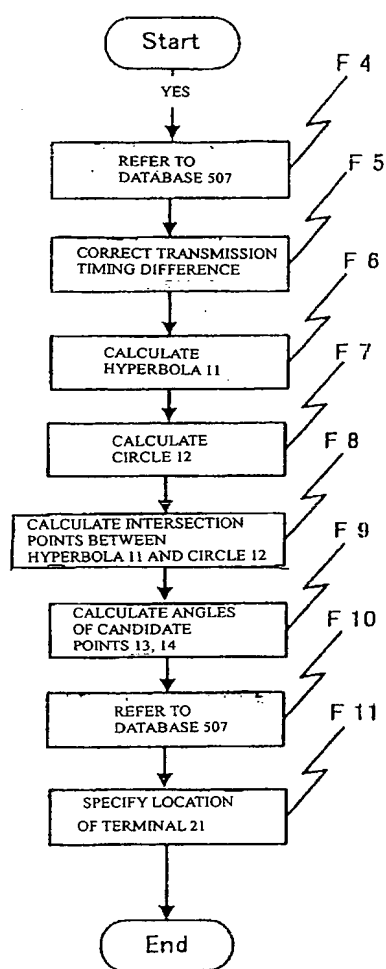 Start
YES
F 4
REFER TO
DATABASE 507
F 5
CORRECT TRANSMISSION
TIMING DIFFERENCE
F 6
CALCULATE
HYPERBOLA 11
F 7
CALCULATE
CIRCLE 12
F 8
CALCULATE INTERSECTION
POINTS BETWEEN
HYPERBOLA 11 AND CIRCLE 12
F 9
CALCULATE ANGLES
OF CANDIDATE
POINTS 13, 14
F 10
REFER TO
DATABASE 507
F 11
SPECIFY LOCATION
OF TERMINAL 21
End